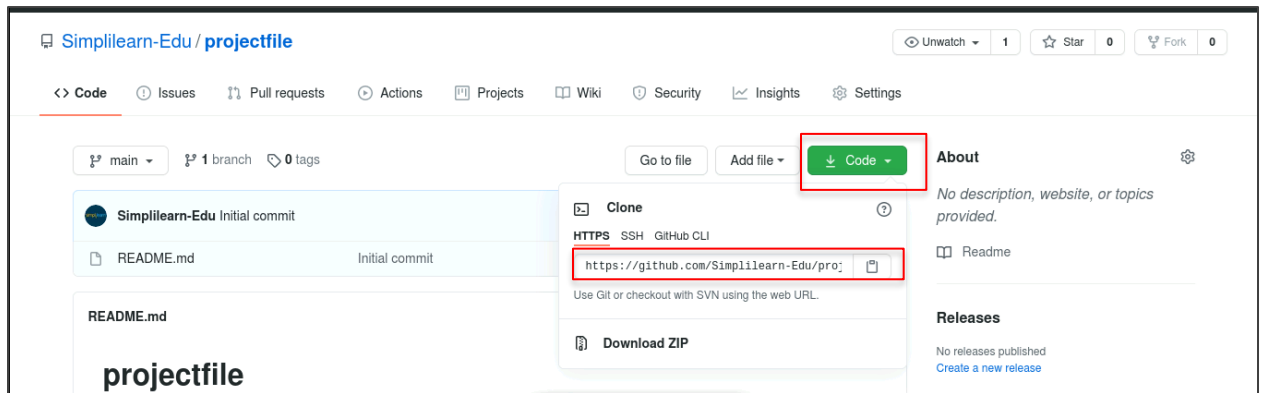 Simplilearn-Edu / projectfile
Unwatch 1 Star 0 Fork 0
<> Code Issues Pull requests Actions Projects Wiki Security Insights Settings
main 1 branch 0 tags Go to file Add file Code
About
No description, website, or topics
provided.
Readme
Releases
No releases published
Create a new release
Simplilearn-Edu Initial commit
README.md Initial commit
Clone
HTTPS SSH GitHub CLI
https://github.com/Simplilearn-Edu/proj
Use Git or checkout with SVN using the web URL.
Download ZIP
README.md
projectfile